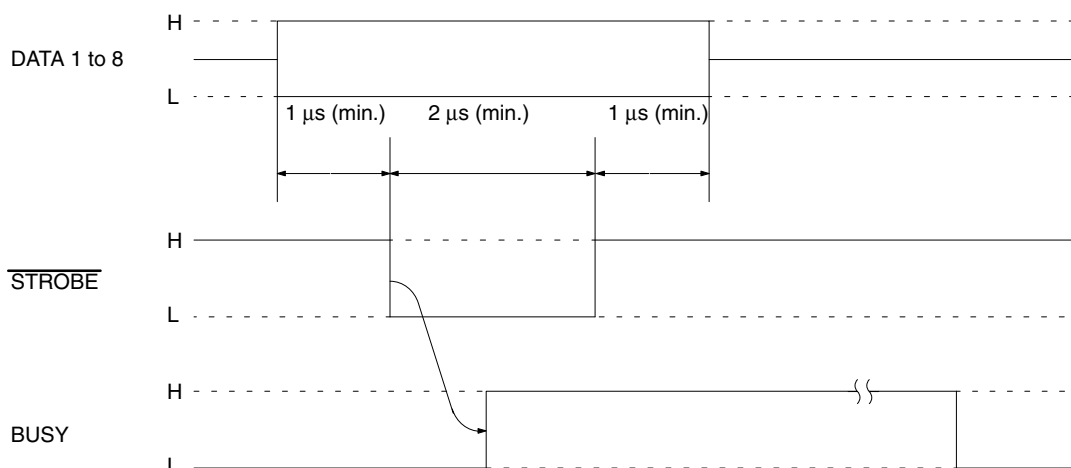 H
DATA 1 to 8
L
1 μs (min.) 2 μs (min.) 1 μs (min.)
H
STROBE
L
H
BUSY
L